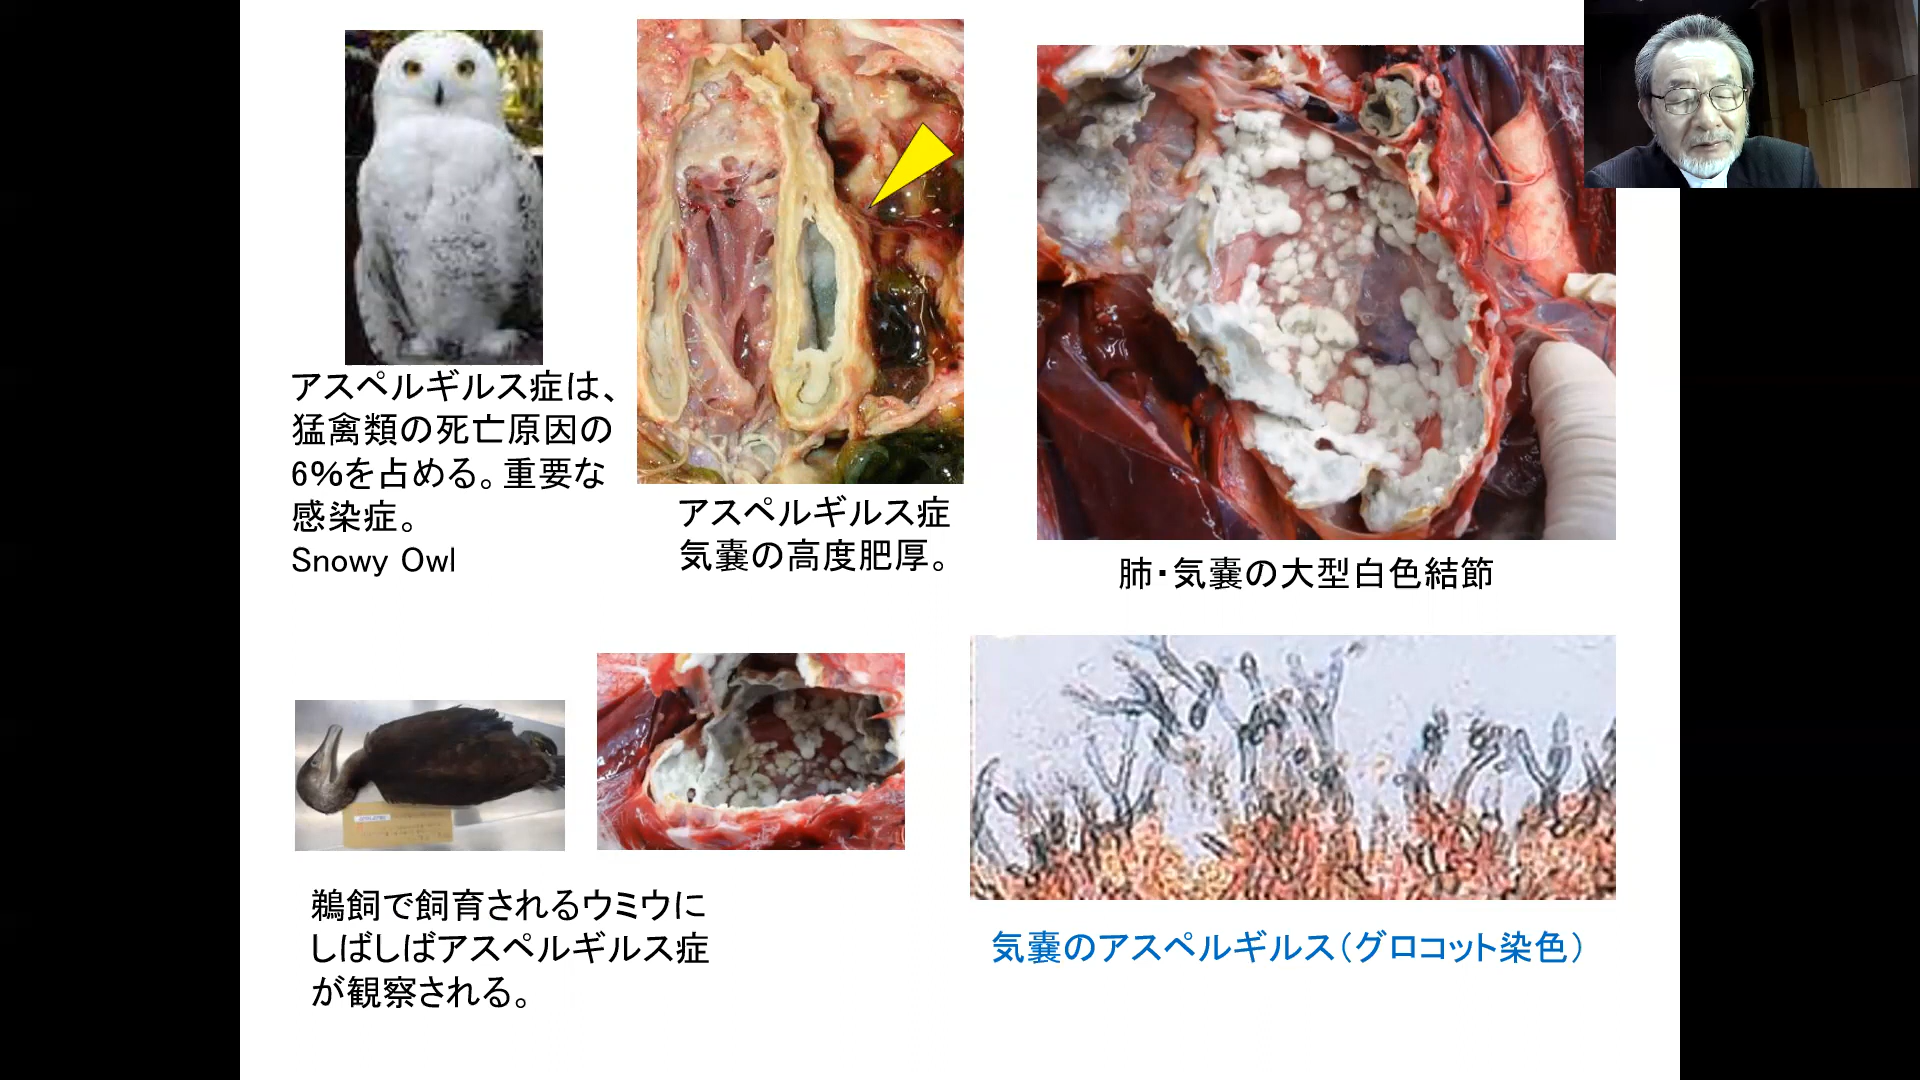 アスペルギルス症は、
猛禽類の死亡原因の
6%を占める。重要な
感染症。
Snowy Owl
アスペルギルス症
気嚢の高度肥厚。
肺・気嚢の大型白色結節
鵜飼で飼育されるウミウに
しばしばアスペルギルス症
が観察される。
気嚢のアスペルギルス(グロコット染色)